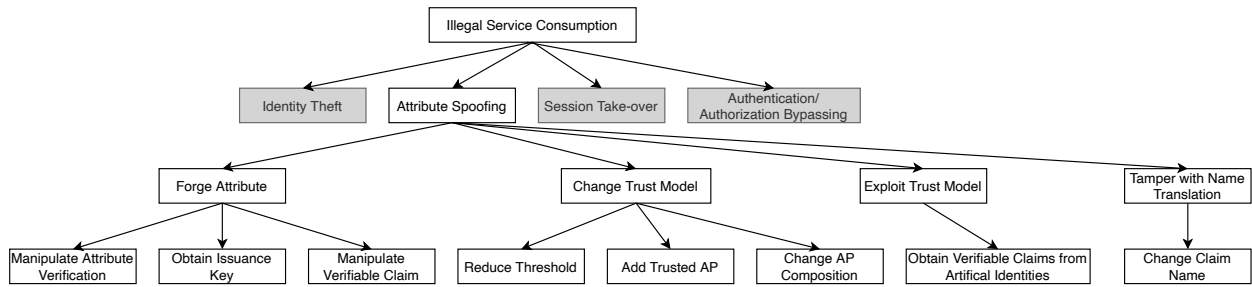 Illegal Service Consumption
Identity Theft
Attribute Spoofing
Session Take-over
Authentication/
Authorization Bypassing
Forge Attribute
Change Trust Model
Exploit Trust Model
Tamper with Name
Translation
Manipulate Attribute
Verification
Obtain Issuance
Key
Manipulate
Verifiable Claim
Reduce Threshold
Add Trusted AP
Change AP
Composition
Obtain Verifiable Claims from
Artifical Identities
Change Claim
Name